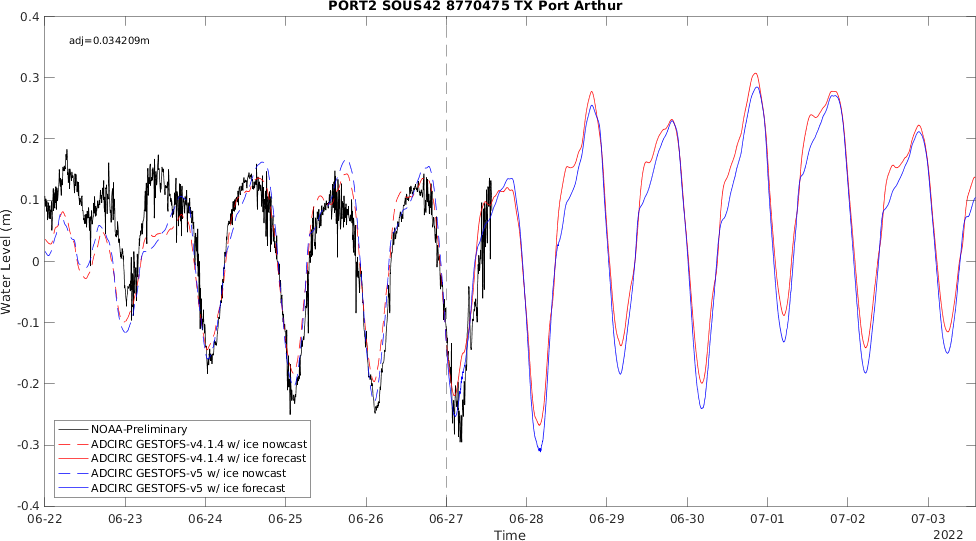 PORT2 SOUS42 8770475 TX Port Arthur
adj=0.034209m
0.4
0.3
0.2
0.1
0
-0.1
-0.2
-0.3
-0.4
Water Level (m)
NOAA-Preliminary
ADCIRC GESTOFS-v4.1.4 w/ ice nowcast
ADCIRC GESTOFS-v4.1.4 w/ ice forecast
ADCIRC GESTOFS-v5 w/ ice nowcast
ADCIRC GESTOFS-v5 w/ ice forecast
06-22 06-23 06-24 06-25 06-26 06-27 06-28 06-29 06-30 07-01 07-02 07-03
Time
2022